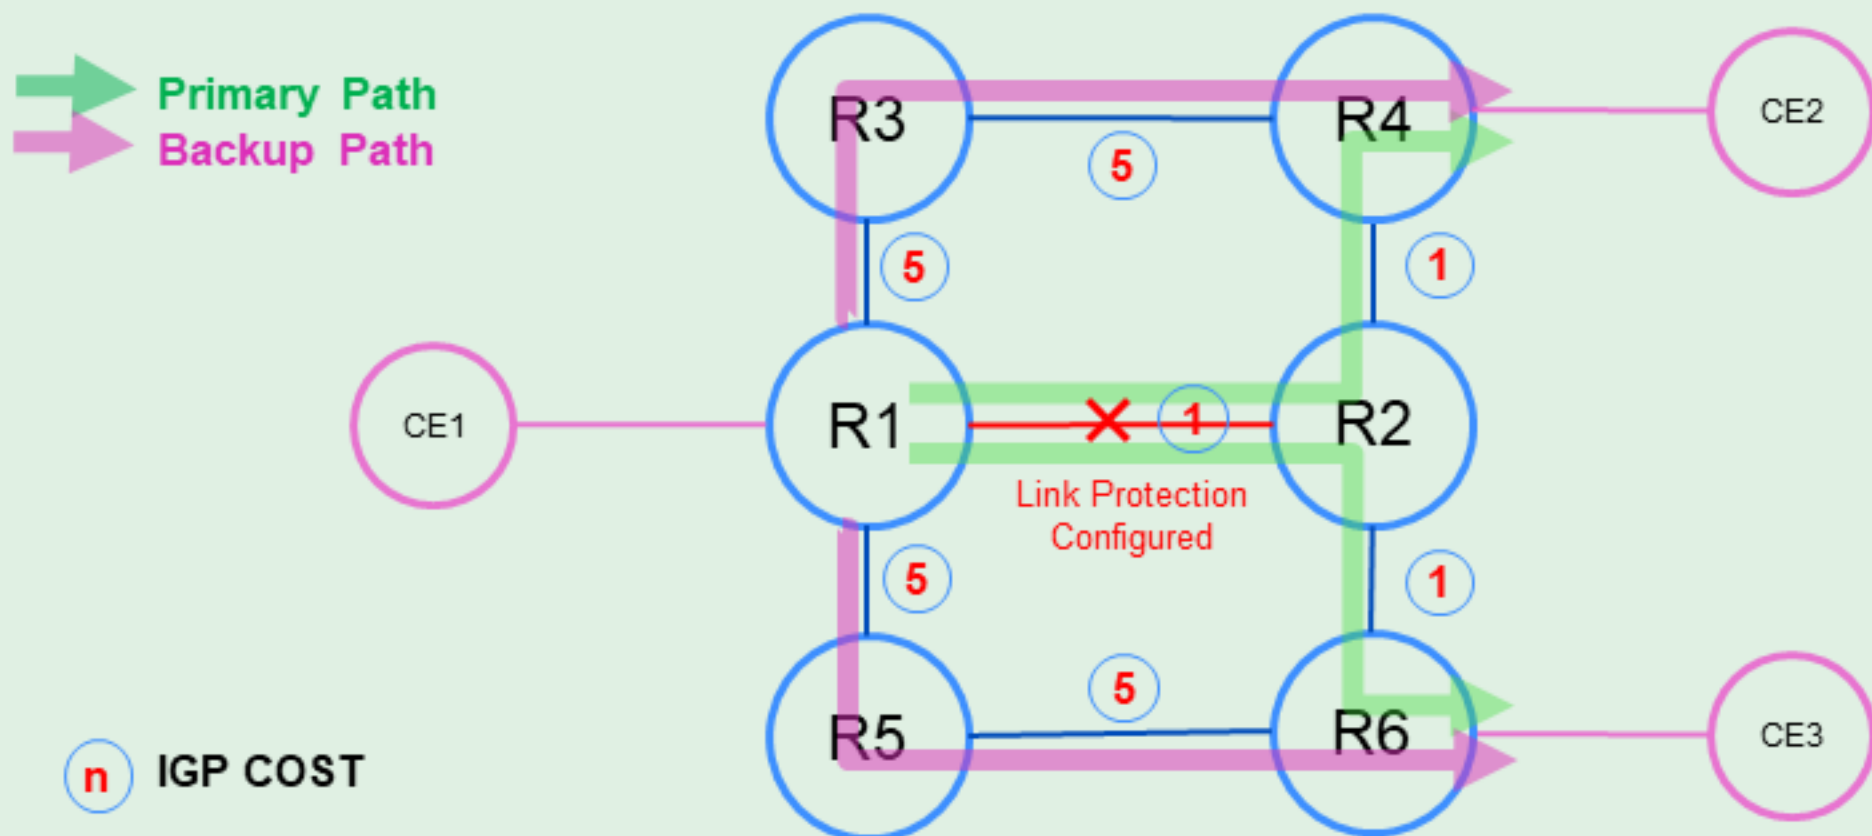 Primary Path
Backup Path
R3
R4
CE2
5
5
1
CE1
R1
1
R2
Link Protection
Configured
5
1
5
R5
R6
CE3
n
IGP COST